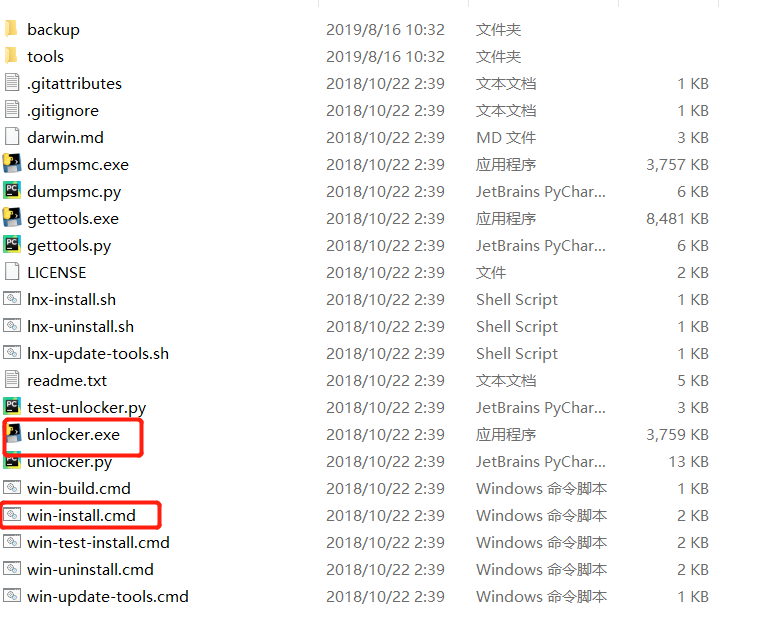 backup 2019/8/16 10:32 文件夹
tools 2019/8/16 10:32 文件夹
.gitattributes 2018/10/22 2:39 文本文档 1 KB
.gitignore 2018/10/22 2:39 文本文档 1 KB
darwin.md 2018/10/22 2:39 MD 文件 3 KB
dumpsmc.exe 2018/10/22 2:39 应用程序 3,757 KB
dumpsmc.py 2018/10/22 2:39 JetBrains PyChar... 6 KB
gettools.exe 2018/10/22 2:39 应用程序 8,481 KB
gettools.py 2018/10/22 2:39 JetBrains PyChar... 6 KB
LICENSE 2018/10/22 2:39 文件 2 KB
lnx-install.sh 2018/10/22 2:39 Shell Script 1 KB
lnx-uninstall.sh 2018/10/22 2:39 Shell Script 1 KB
lnx-update-tools.sh 2018/10/22 2:39 Shell Script 1 KB
readme.txt 2018/10/22 2:39 文本文档 5 KB
test-unlocker.py 2018/10/22 2:39 JetBrains PyChar... 3 KB
unlocker.exe 2018/10/22 2:39 应用程序 3,759 KB
unlocker.py 2018/10/22 2:39 JetBrains PyChar... 13 KB
win-build.cmd 2018/10/22 2:39 Windows 命令脚本 1 KB
win-install.cmd 2018/10/22 2:39 Windows 命令脚本 2 KB
win-test-install.cmd 2018/10/22 2:39 Windows 命令脚本 2 KB
win-uninstall.cmd 2018/10/22 2:39 Windows 命令脚本 2 KB
win-update-tools.cmd 2018/10/22 2:39 Windows 命令脚本 1 KB